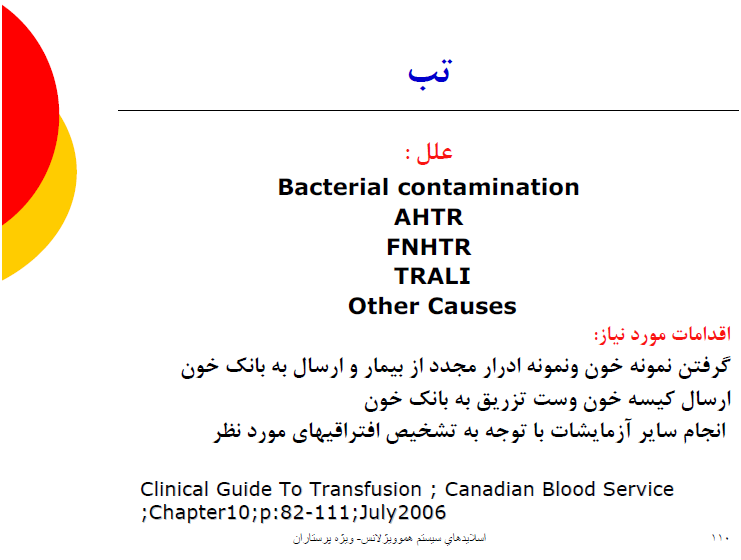 تب
علل :
Bacterial contamination
AHTR
FNHTR
TRALI
Other Causes
اقدامات مورد نیاز:
گرفتن نمونه خون ونمونه ادرار مجدد از بیمار و ارسال به بانک خون
ارسال کیسه خون وست تزریق به بانک خون
انجام سایر آزمایشات با توجه به تشخیص افتراقیهای مورد نظر
Clinical Guide To Transfusion ; Canadian Blood Service
;Chapter10;p:82-111;July2006
اسلایدهاي سیستم هموویژلانس- ویژه پرستاران
۱۱۰